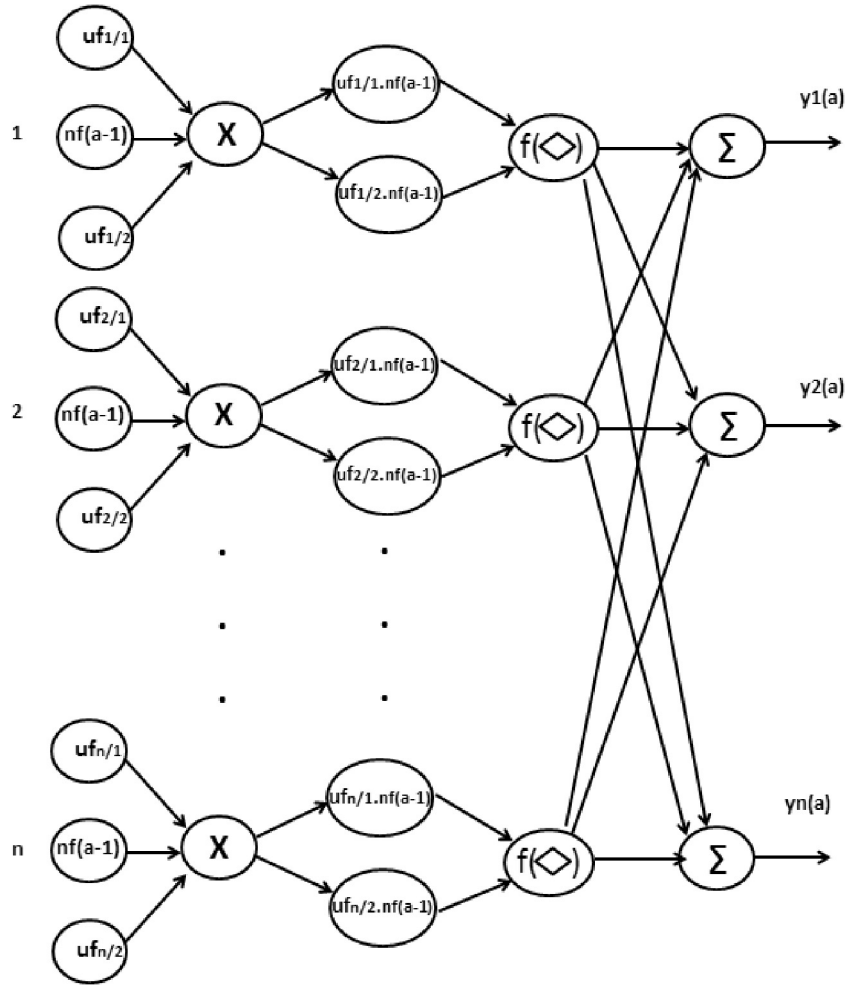 uf1/1
1
nf(a-1)
uf1/2
X
uf1/1.nf(a-1)
uf1/2.nf(a-1)
f(◇)
Σ
y1(a)
uf2/1
2
nf(a-1)
uf2/2
X
uf2/1.nf(a-1)
uf2/2.nf(a-1)
f(◇)
Σ
y2(a)
ufn/1
n
nf(a-1)
ufn/2
X
ufn/1.nf(a-1)
ufn/2.nf(a-1)
f(◇)
Σ
yn(a)